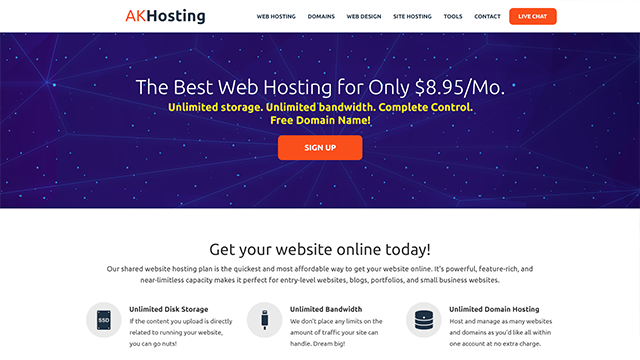 AKHosting
WEB HOSTING DOMAINS WEB DESIGN SITE HOSTING TOOLS CONTACT LIVE CHAT
The Best Web Hosting for Only $8.95/Mo.
Unlimited storage. Unlimited bandwidth. Complete Control.
Free Domain Name!
SIGN UP
Get your website online today!
Our shared website hosting plan is the quickest and most affordable way to get your website online. It's powerful, feature-rich, and
near-limitless capacity makes it perfect for entry-level websites, blogs, portfolios, and small business websites.
SSD
Unlimited Disk Storage
If the content you upload is directly
related to running your website,
you can go nuts!
Unlimited Bandwidth
We don't place any limits on the
amount of traffic your site can
handle. Dream big!
Unlimited Domain Hosting
Host and manage as many websites
and domains as you'd like all within
one account at no extra charge.